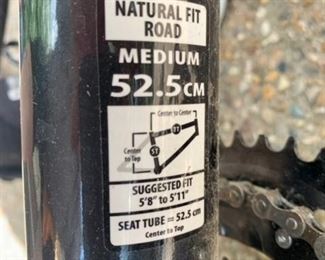 NATURAL FIT
ROAD
MEDIUM
52.5CM
Center to Center
TT
Center
to Top
ST
SUGGESTED FIT
5'8" to 5'11"
SEAT TUBE = 52.5 cm
Center to Top